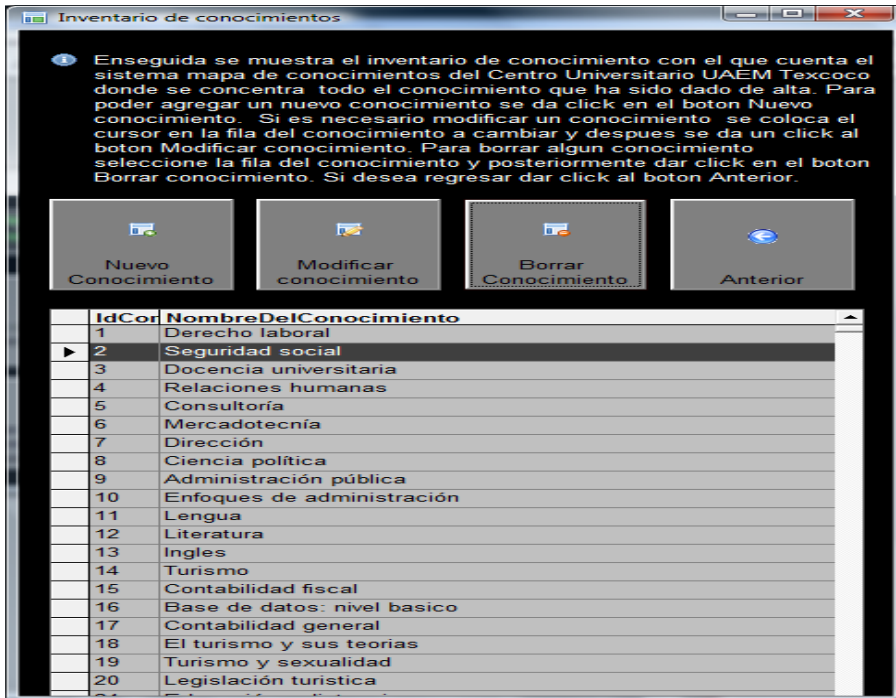 Inventario de conocimientos
Enseguida se muestra el inventario de conocimiento con el que cuenta el
sistema mapa de conocimientos del Centro Universitario UAEM Texcoco
donde se concentra todo el conocimiento que ha sido dado de alta. Para
poder agregar un nuevo conocimiento se da click en el boton Nuevo
conocimiento. Si es necesario modificar un conocimiento se coloca el
cursor en la fila del conocimiento a cambiar y despues se da un click al
boton Modificar conocimiento. Para borrar algun conocimiento
seleccione la fila del conocimiento y posteriormente dar click en el boton
Borrar conocimiento. Si desea regresar dar click al boton Anterior.
Nuevo Conocimiento
Modificar conocimiento
Borrar Conocimiento
Anterior
IdCor NombreDelConocimiento
1 Derecho laboral
2 Seguridad social
3 Docencia universitaria
4 Relaciones humanas
5 Consultoría
6 Mercadotecnía
7 Dirección
8 Ciencia política
9 Administración pública
10 Enfoques de administración
11 Lengua
12 Literatura
13 Ingles
14 Turismo
15 Contabilidad fiscal
16 Base de datos: nivel basico
17 Contabilidad general
18 El turismo y sus teorias
19 Turismo y sexualidad
20 Legislación turistica